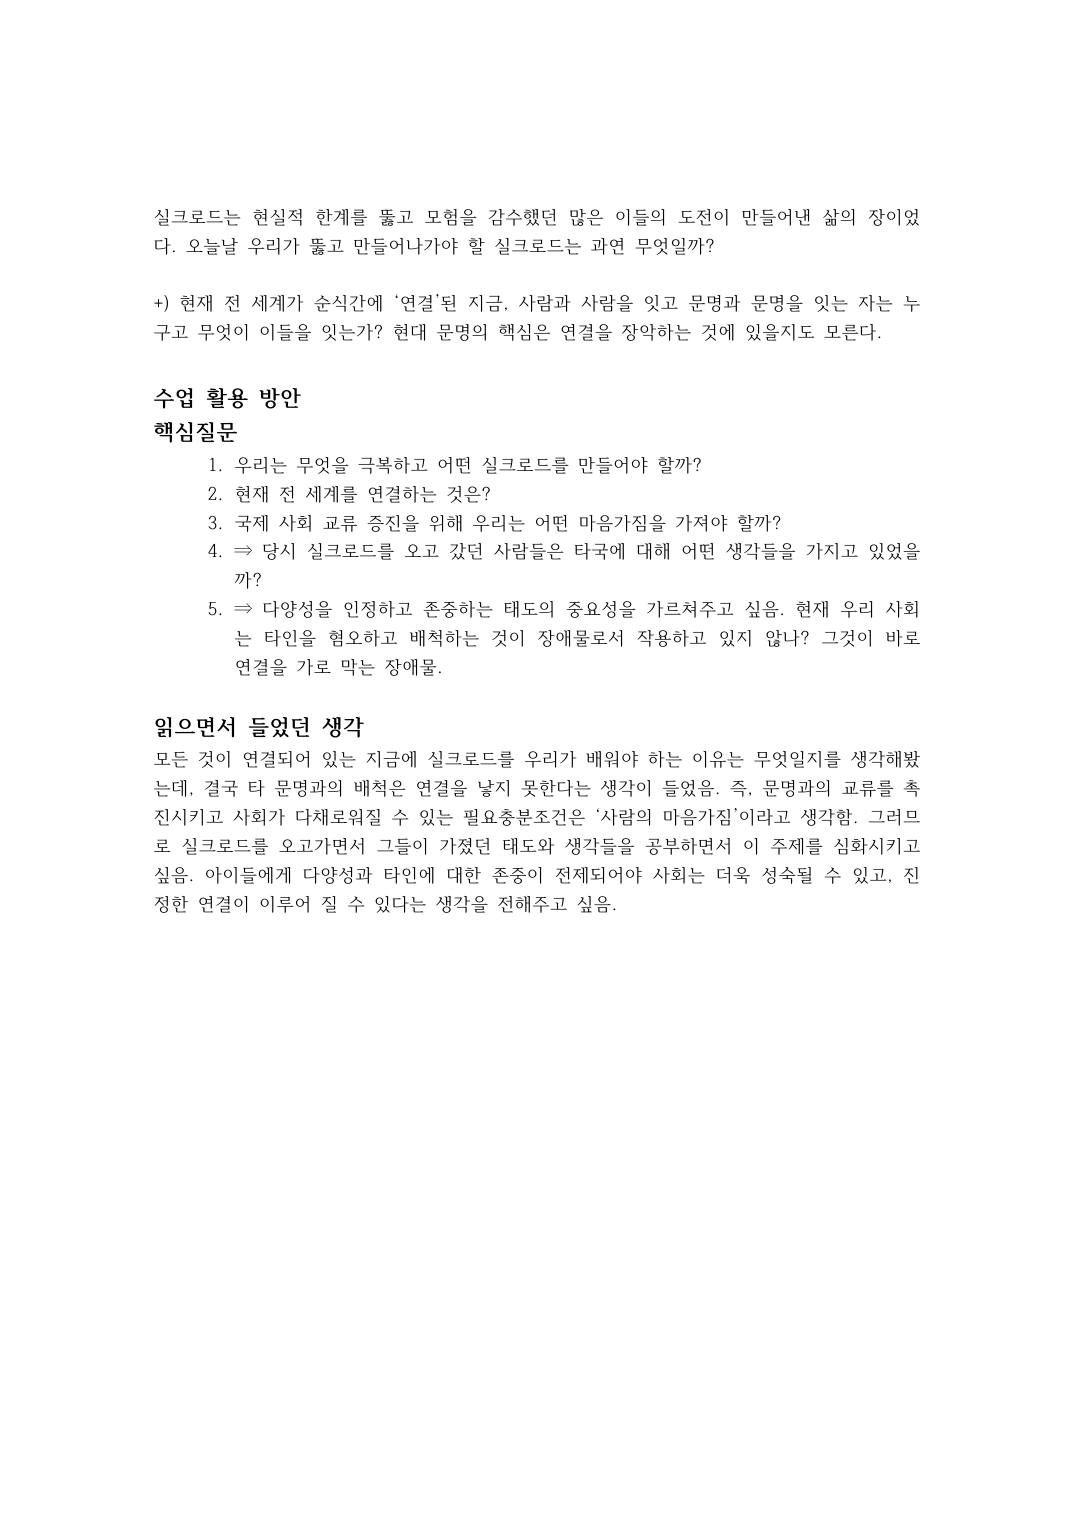 실크로드는 현실적 한계를 뚫고 모험을 감수했던 많은 이들의 도전이 만들어낸 삶의 장이었
다. 오늘날 우리가 뚫고 만들어나가야 할 실크로드는 과연 무엇일까?
+) 현재 전 세계가 순식간에 ‘연결’된 지금, 사람과 사람을 잇고 문명과 문명을 잇는 자는 누
구고 무엇이 이들을 잇는가? 현대 문명의 핵심은 연결을 장악하는 것에 있을지도 모른다.
수업 활용 방안
핵심질문
1. 우리는 무엇을 극복하고 어떤 실크로드를 만들어야 할까?
2. 현재 전 세계를 연결하는 것은?
3. 국제 사회 교류 증진을 위해 우리는 어떤 마음가짐을 가져야 할까?
4. ⇒ 당시 실크로드를 오고 갔던 사람들은 타국에 대해 어떤 생각들을 가지고 있었을
까?
5. ⇒ 다양성을 인정하고 존중하는 태도의 중요성을 가르쳐주고 싶음. 현재 우리 사회
는 타인을 혐오하고 배척하는 것이 장애물로서 작용하고 있지 않나? 그것이 바로
연결을 가로 막는 장애물.
읽으면서 들었던 생각
모든 것이 연결되어 있는 지금에 실크로드를 우리가 배워야 하는 이유는 무엇일지를 생각해봤
는데, 결국 타 문명과의 배척은 연결을 낳지 못한다는 생각이 들었음. 즉, 문명과의 교류를 촉
진시키고 사회가 다채로워질 수 있는 필요충분조건은 ‘사람의 마음가짐’이라고 생각함. 그러므
로 실크로드를 오고가면서 그들이 가졌던 태도와 생각들을 공부하면서 이 주제를 심화시키고
싶음. 아이들에게 다양성과 타인에 대한 존중이 전제되어야 사회는 더욱 성숙될 수 있고, 진
정한 연결이 이루어 질 수 있다는 생각을 전해주고 싶음.